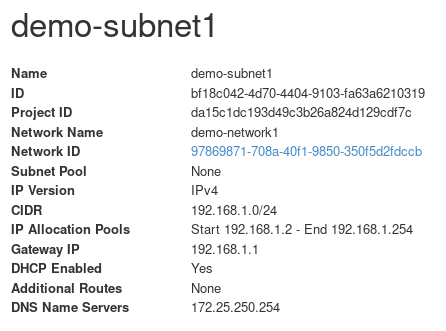 demo-subnet1
Name demo-subnet1
ID bf18c042-4d70-4404-9103-fa63a6210319
Project ID da15c1dc193d49c3b26a824d129cdf7c
Network Name demo-network1
Network ID 97869871-708a-40f1-9850-350f5d2fdccb
Subnet Pool None
IP Version IPv4
CIDR 192.168.1.0/24
IP Allocation Pools Start 192.168.1.2 - End 192.168.1.254
Gateway IP 192.168.1.1
DHCP Enabled Yes
Additional Routes None
DNS Name Servers 172.25.250.254